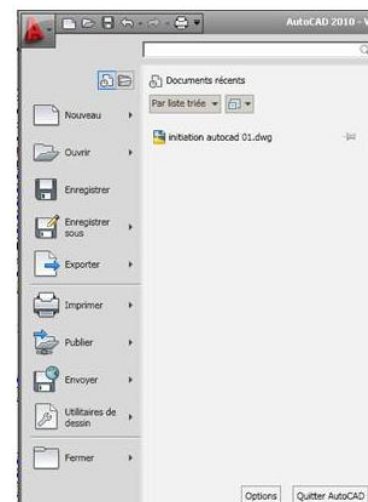 AutoCAD 2010 - V
Documents récents
Par liste triée
initiation autocad 01.dwg
Nouveau
Ouvrir
Enregistrer
Enregistrer
sous
Exporter
Imprimer
Publier
Envoyer
Utilitaires de
dessin
Fermer
Options
Quitter AutoCAD